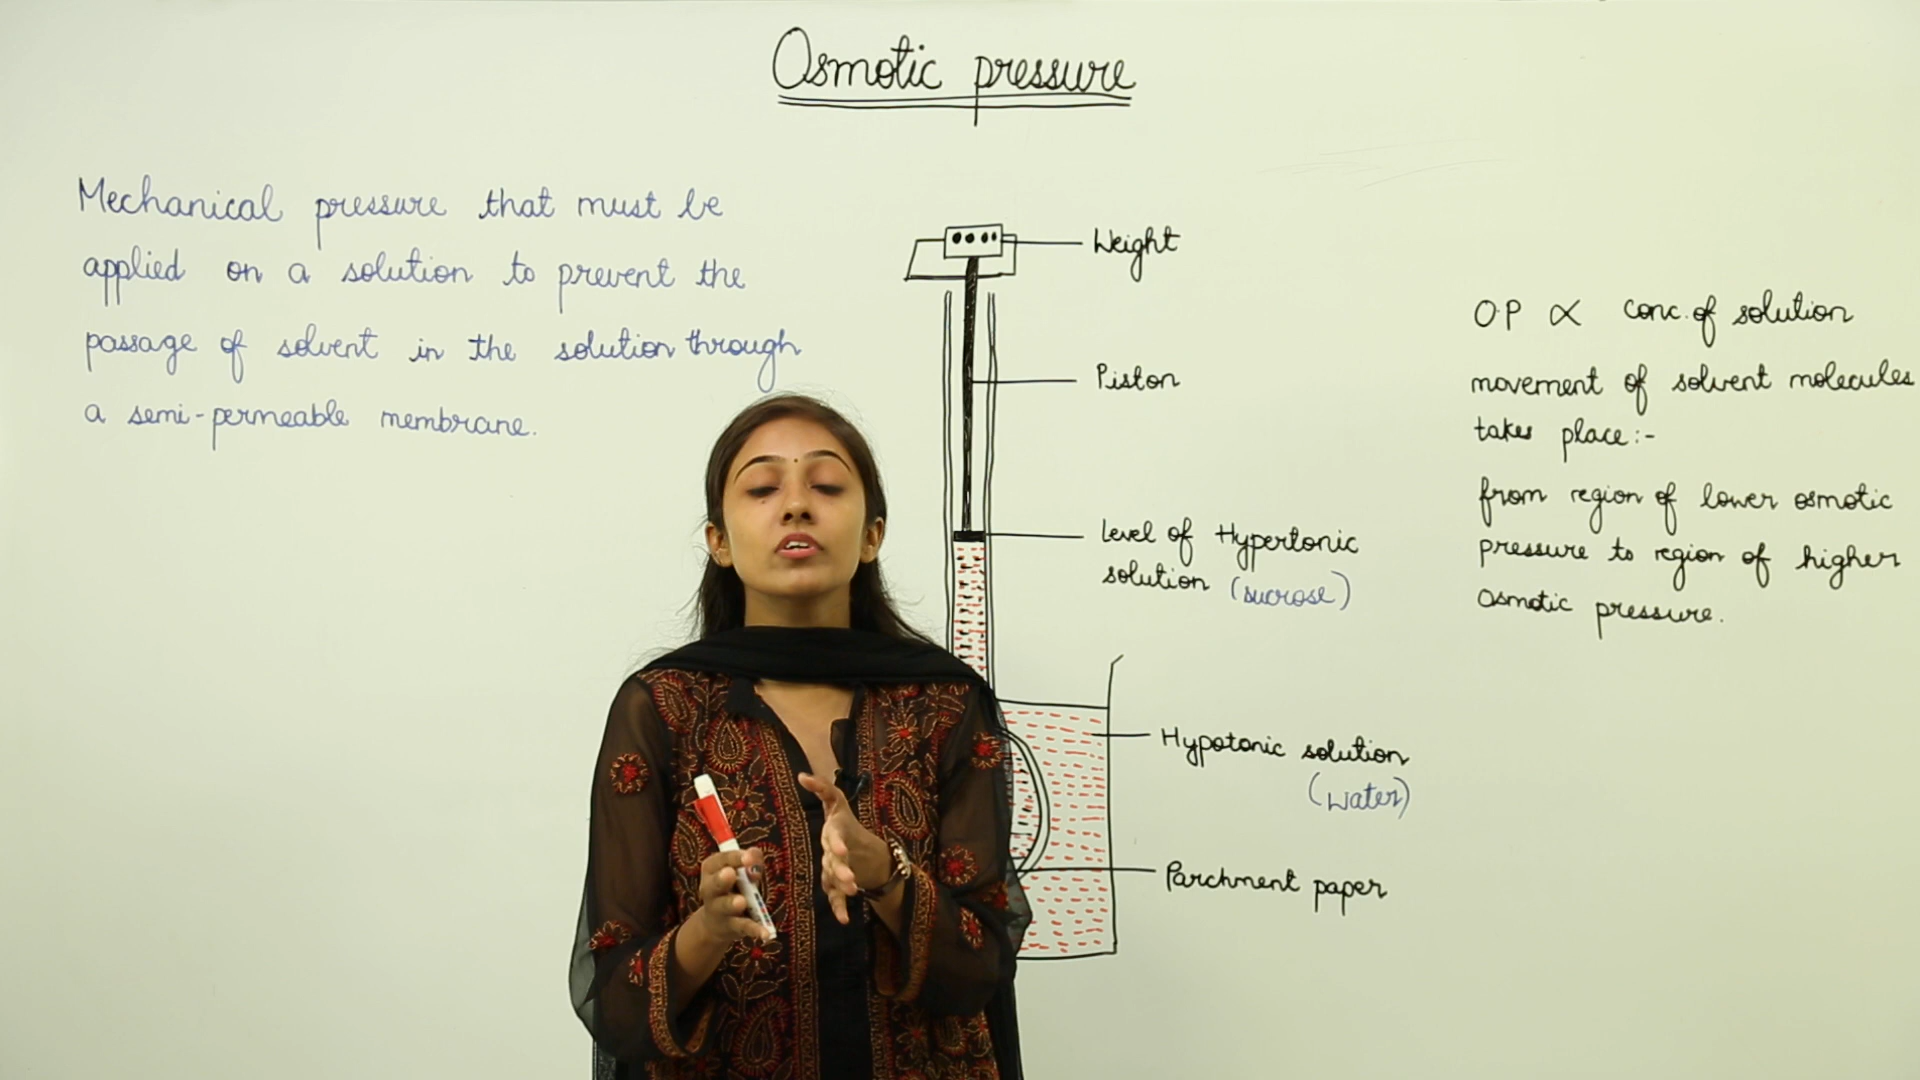 Osmotic pressure
Mechanical pressure that must be
applied on a solution to prevent the
passage of solvent in the solution through
a semi-permeable membrane.
Weight
Piston
Level of Hypertonic
solution (sucrose)
Hypotonic solution
(water)
Parchment paper
O.P ∝ conc. of solution
movement of solvent molecules
takes place:-
from region of lower osmotic
pressure to region of higher
osmotic pressure.